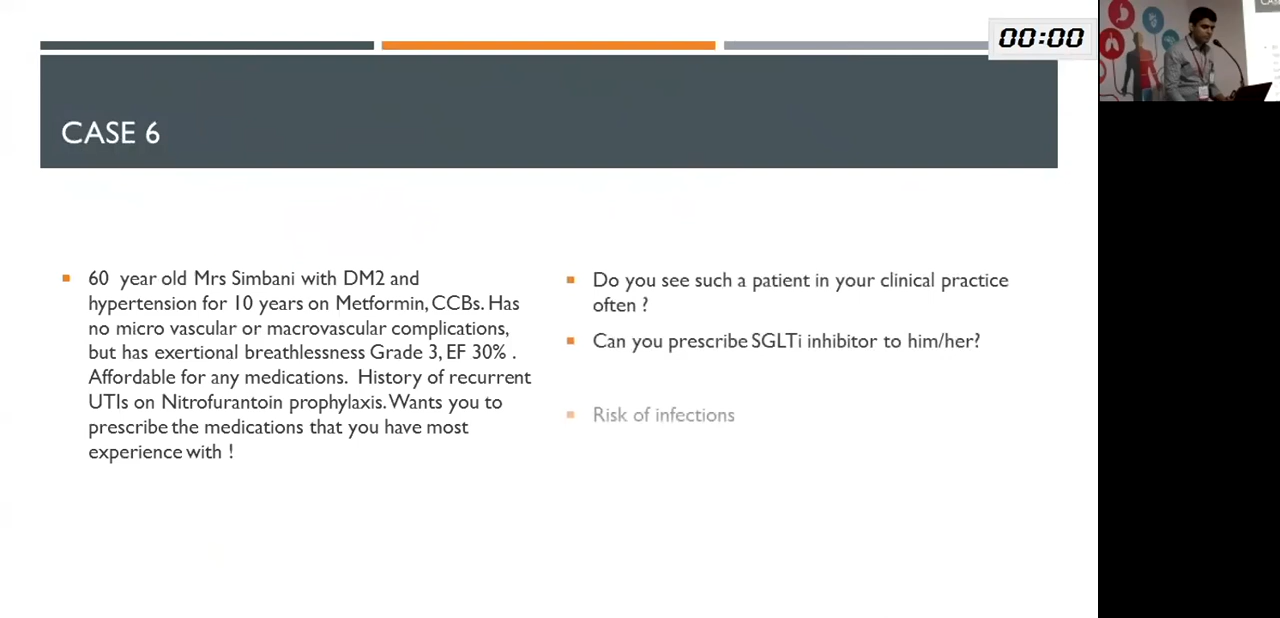 00:00
CASE 6
60 year old Mrs Simbani with DM2 and
hypertension for 10 years on Metformin, CCBs. Has
no micro vascular or macrovascular complications,
but has exertional breathlessness Grade 3, EF 30% .
Affordable for any medications. History of recurrent
UTIs on Nitrofurantoin prophylaxis. Wants you to
prescribe the medications that you have most
experience with !
Do you see such a patient in your clinical practice
often ?
Can you prescribe SGLTi inhibitor to him/her?
Risk of infections